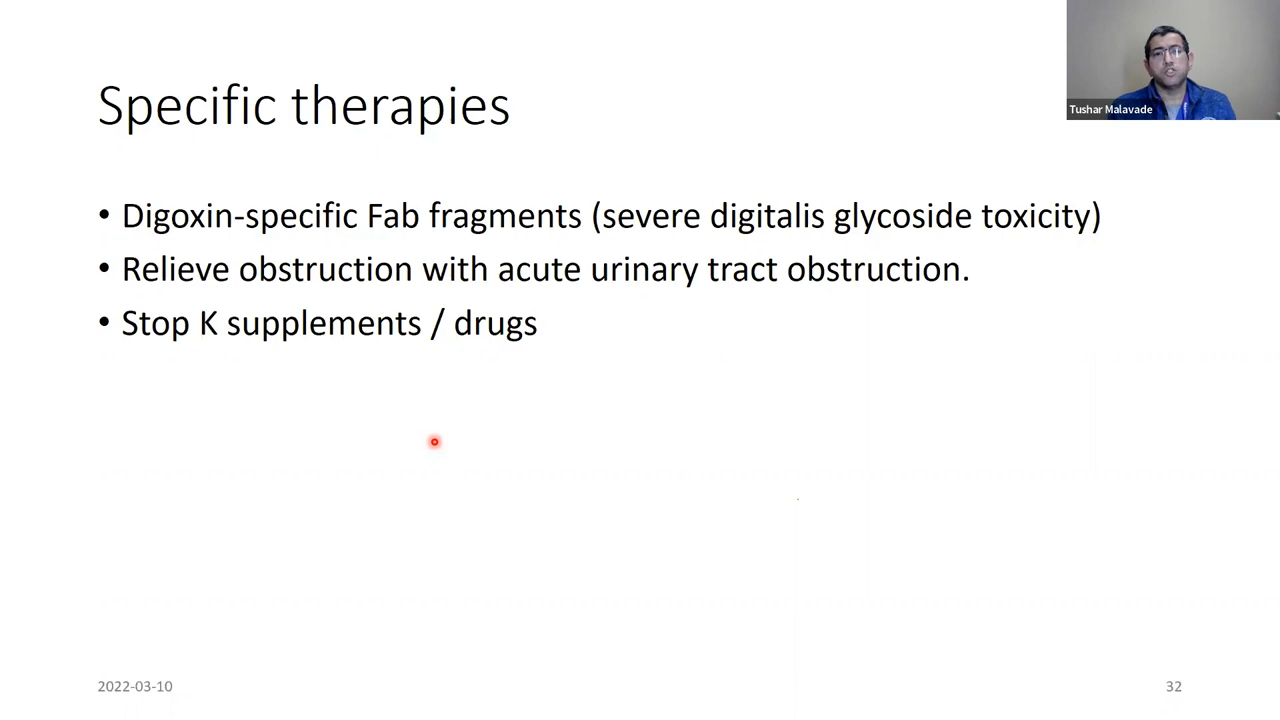 Tushar Malavade
Specific therapies
• Digoxin-specific Fab fragments (severe digitalis glycoside toxicity)
• Relieve obstruction with acute urinary tract obstruction.
• Stop K supplements / drugs
2022-03-10
32